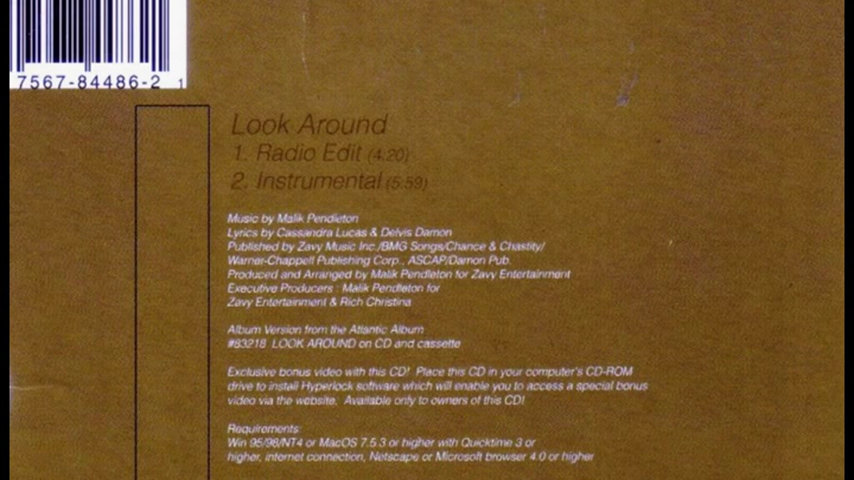 7567-84486-2 1
Look Around
1. Radio Edit (4:20)
2. Instrumental (5:59)
Music by Malik Pendleton
Lyrics by Cassandra Lucas & Delvis Damon
Published by Zavy Music Inc./BMG Songs/Chance & Chastity/
Warner-Chappell Publishing Corp., ASCAP/Damon Pub.
Produced and Arranged by Malik Pendleton for Zavy Entertainment
Executive Producers : Malik Pendleton for
Zavy Entertainment & Rich Christina
Album Version from the Atlantic Album
#83218 LOOK AROUND on CD and cassette
Exclusive bonus video with this CD! Place this CD in your computer's CD-ROM
drive to install Hyperlock software which will enable you to access a special bonus
video via the website. Available only to owners of this CD!
Requirements:
Win 95/98/NT4 or MacOS 7.5.3 or higher with Quicktime 3 or
higher, internet connection, Netscape or Microsoft browser 4.0 or higher